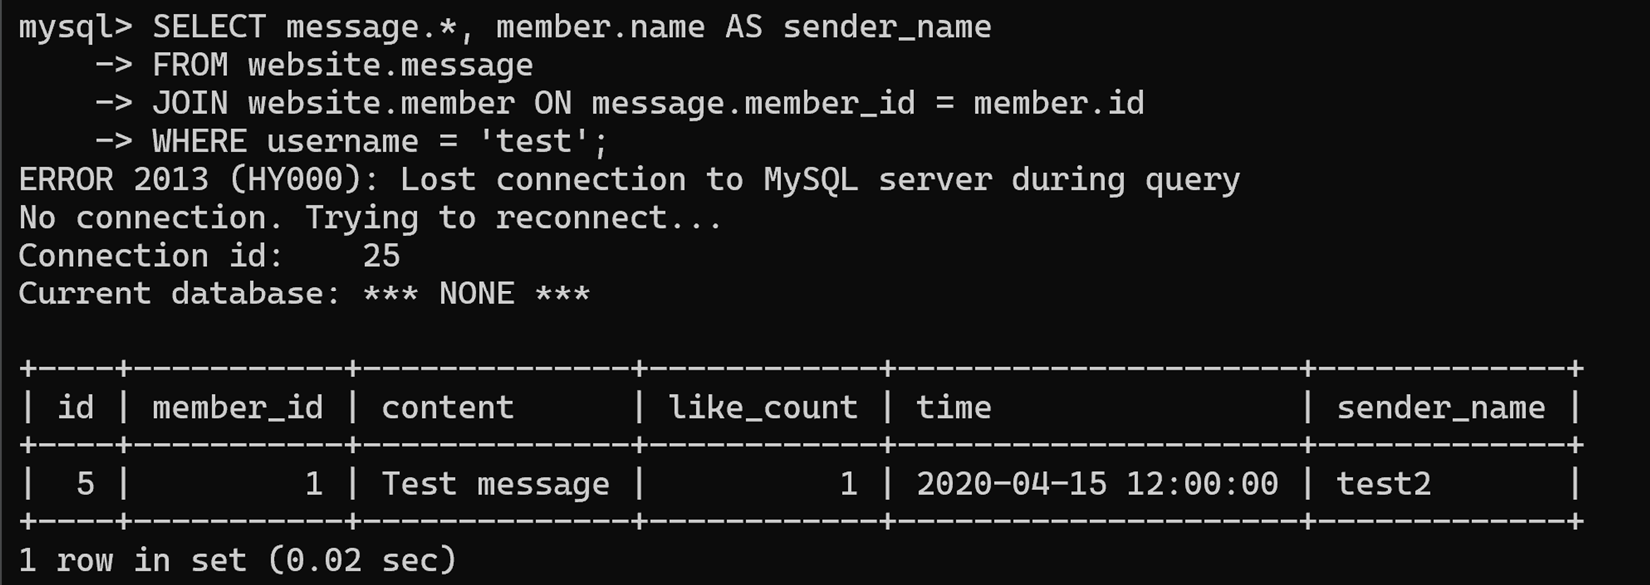 mysql> SELECT message.*, member.name AS sender_name
    -> FROM website.message
    -> JOIN website.member ON message.member_id = member.id
    -> WHERE username = 'test';
ERROR 2013 (HY000): Lost connection to MySQL server during query
No connection. Trying to reconnect...
Connection id:    25
Current database: *** NONE ***

+----+-----------+--------------+------------+---------------------+-------------+
| id | member_id | content      | like_count | time                | sender_name |
+----+-----------+--------------+------------+---------------------+-------------+
|  5 |         1 | Test message |          1 | 2020-04-15 12:00:00 | test2       |
+----+-----------+--------------+------------+---------------------+-------------+
1 row in set (0.02 sec)